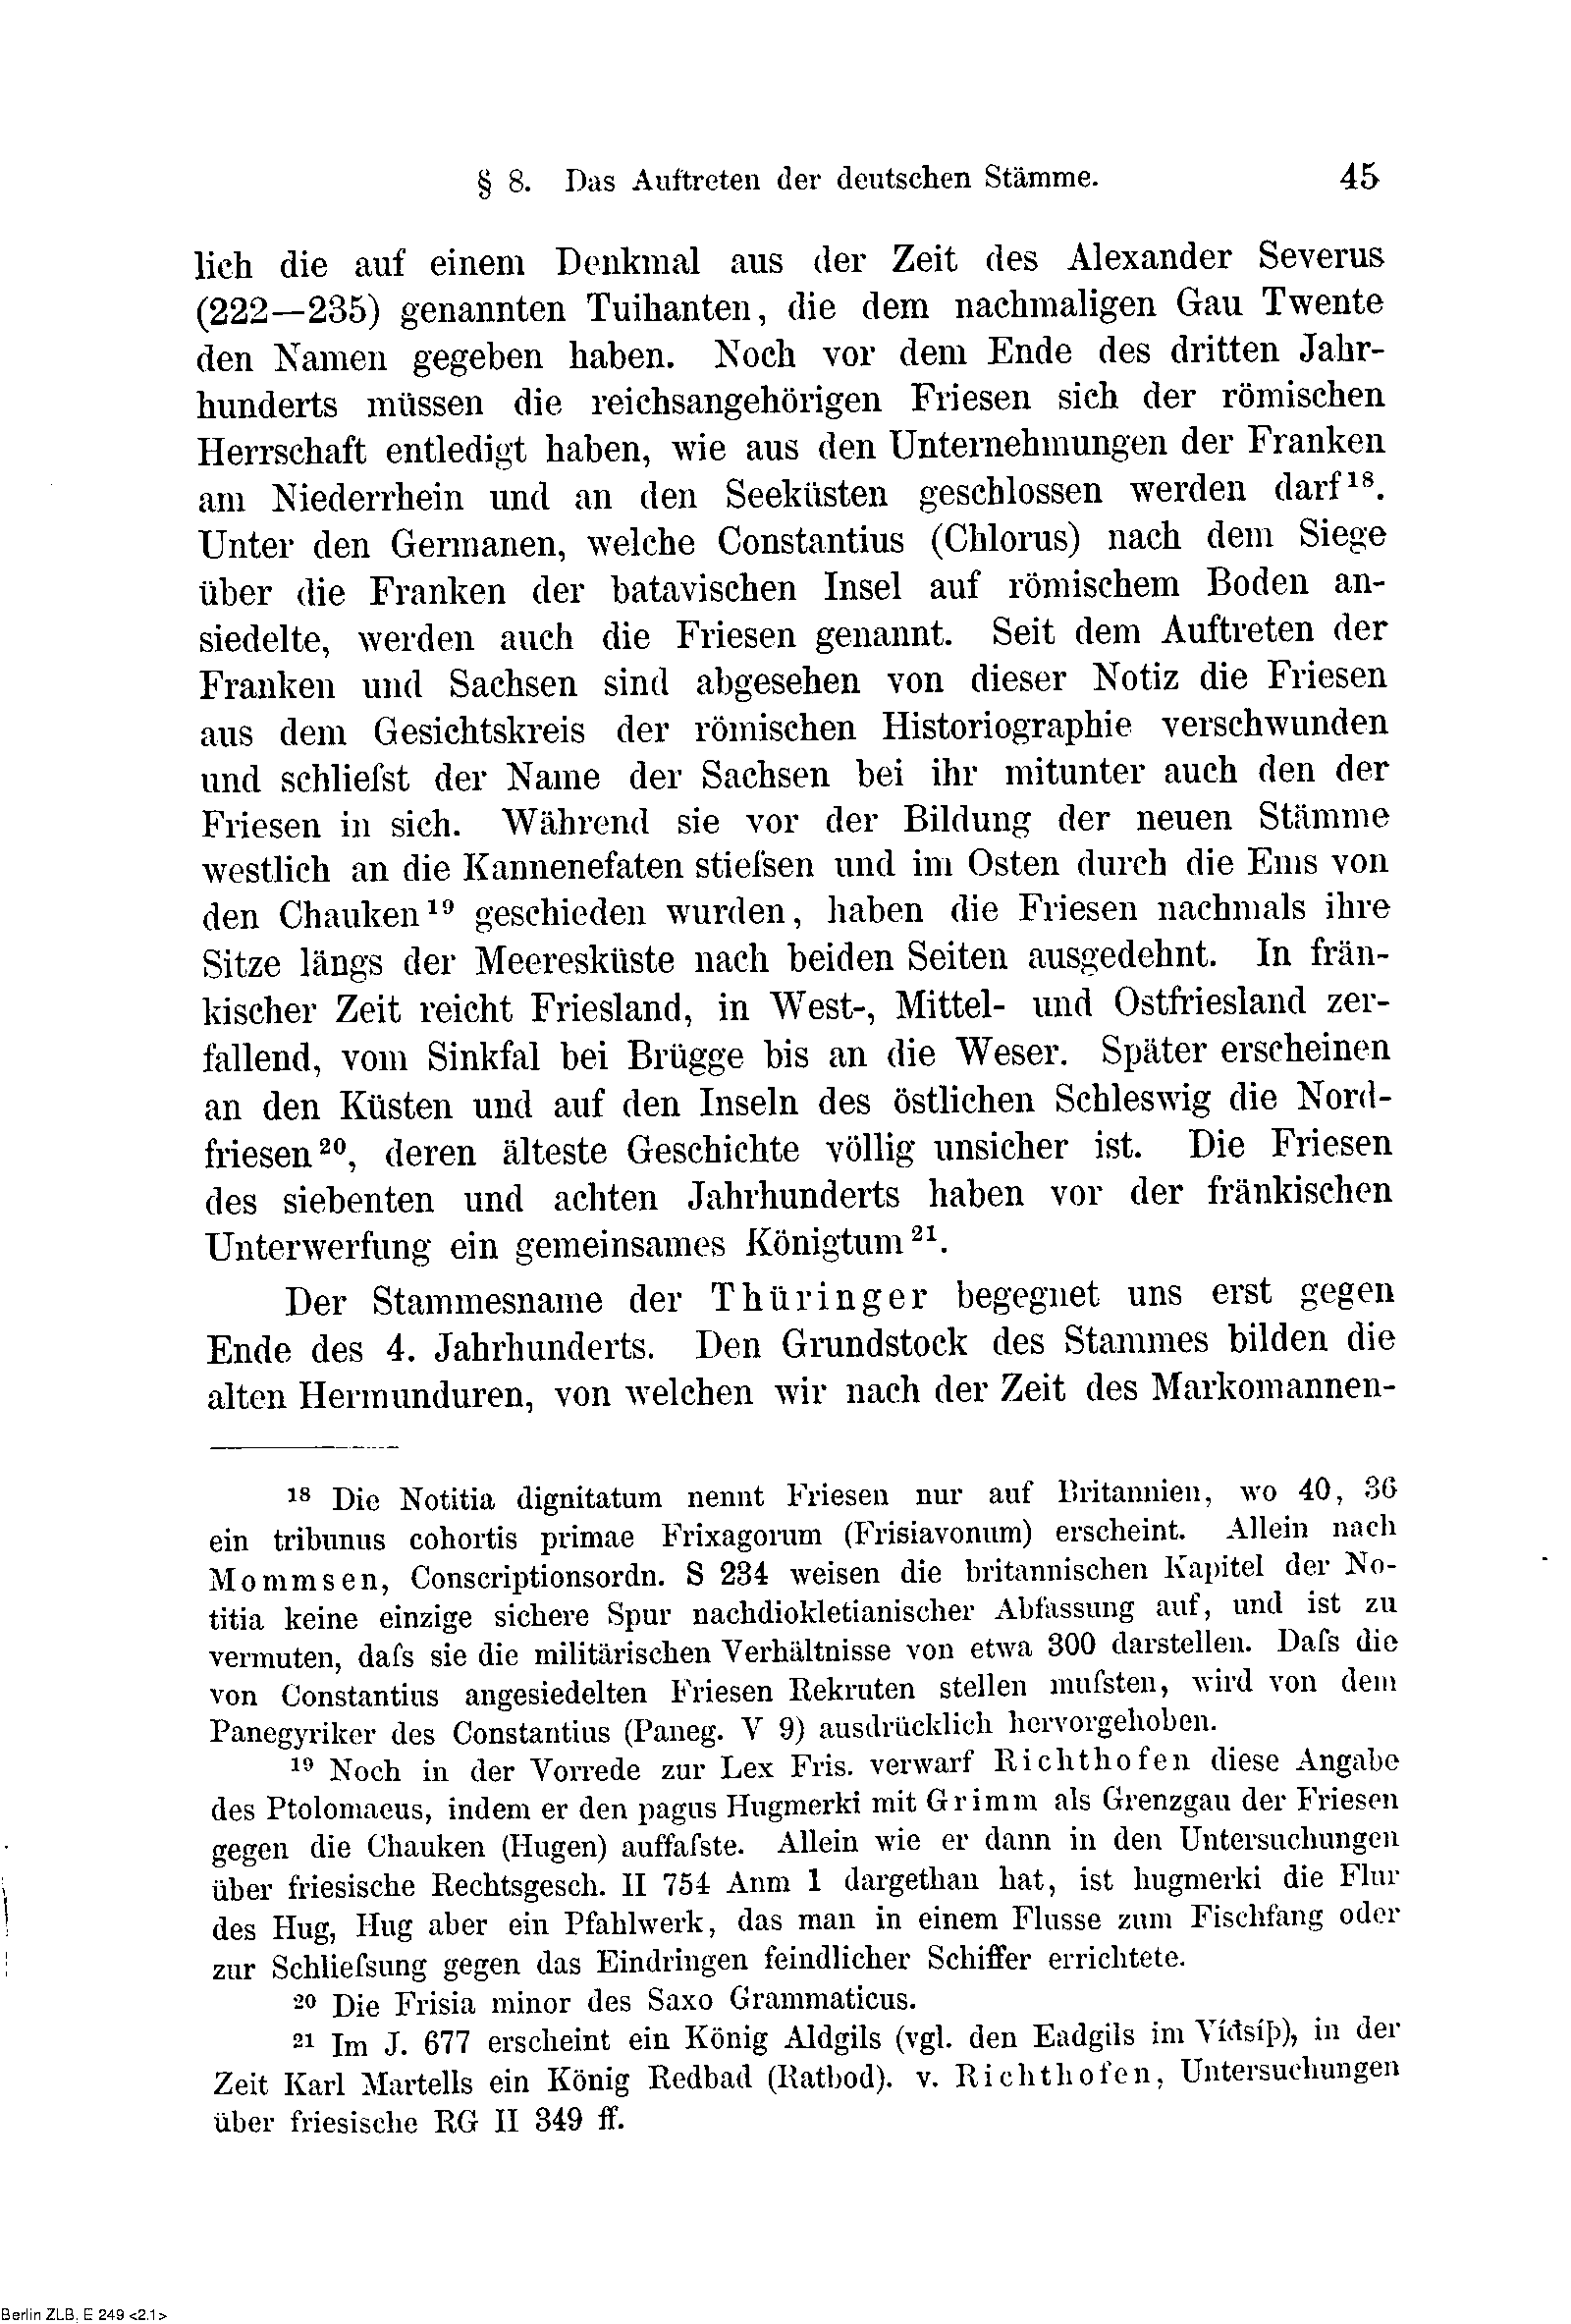 § 8. Das Auftreten der deutschen Stämme. 45
lich die auf einem Denkmal aus der Zeit des Alexander Severus
(222—235) genannten Tuihanten, die dem nachmaligen Gau Twente
den Namen gegeben haben. Noch vor dem Ende des dritten Jahr-
hunderts müssen die reichsangehörigen Friesen sich der römischen
Herrschaft entledigt haben, wie aus den Unternehmungen der Franken
am Niederrhein und an den Seeküsten geschlossen werden darf¹⁸.
Unter den Germanen, welche Constantius (Chlorus) nach dem Siege
über die Franken der batavischen Insel auf römischem Boden an-
siedelte, werden auch die Friesen genannt. Seit dem Auftreten der
Franken und Sachsen sind abgesehen von dieser Notiz die Friesen
aus dem Gesichtskreis der römischen Historiographie verschwunden
und schliefst der Name der Sachsen bei ihr mitunter auch den der
Friesen in sich. Während sie vor der Bildung der neuen Stämme
westlich an die Kannenefaten stiefsen und im Osten durch die Ems von
den Chauken¹⁹ geschieden wurden, haben die Friesen nachmals ihre
Sitze längs der Meeresküste nach beiden Seiten ausgedehnt. In frän-
kischer Zeit reicht Friesland, in West-, Mittel- und Ostfriesland zer-
fallend, vom Sinkfal bei Brügge bis an die Weser. Später erscheinen
an den Küsten und auf den Inseln des östlichen Schleswig die Nord-
friesen²⁰, deren älteste Geschichte völlig unsicher ist. Die Friesen
des siebenten und achten Jahrhunderts haben vor der fränkischen
Unterwerfung ein gemeinsames Königtum²¹.
Der Stammesname der Thüringer begegnet uns erst gegen
Ende des 4. Jahrhunderts. Den Grundstock des Stammes bilden die
alten Hermunduren, von welchen wir nach der Zeit des Markomannen-
¹⁸ Die Notitia dignitatum nennt Friesen nur auf Britannien, wo 40, 36
ein tribunus cohortis primae Frixagorum (Frisiavonum) erscheint. Allein nach
Mommsen, Conscriptionsordn. S 234 weisen die britannischen Kapitel der No-
titia keine einzige sichere Spur nachdiokletianischer Abfassung auf, und ist zu
vermuten, dafs sie die militärischen Verhältnisse von etwa 300 darstellen. Dafs die
von Constantius angesiedelten Friesen Rekruten stellen mufsten, wird von dem
Panegyriker des Constantius (Paneg. V 9) ausdrücklich hervorgehoben.
¹⁹ Noch in der Vorrede zur Lex Fris. verwarf Richthofen diese Angabe
des Ptolomaeus, indem er den pagus Hugmerki mit Grimm als Grenzgau der Friesen
gegen die Chauken (Hugen) auffafste. Allein wie er dann in den Untersuchungen
über friesische Rechtsgesch. II 754 Anm 1 dargethan hat, ist hugmerki die Flur
des Hug, Hug aber ein Pfahlwerk, das man in einem Flusse zum Fischfang oder
zur Schliefsung gegen das Eindringen feindlicher Schiffer errichtete.
²⁰ Die Frisia minor des Saxo Grammaticus.
²¹ Im J. 677 erscheint ein König Aldgils (vgl. den Eadgils im Vídsíþ), in der
Zeit Karl Martells ein König Redbad (Ratbod). v. Richthofen, Untersuchungen
über friesische RG II 349 ff.
Berlin ZLB, E 249 <2,1>